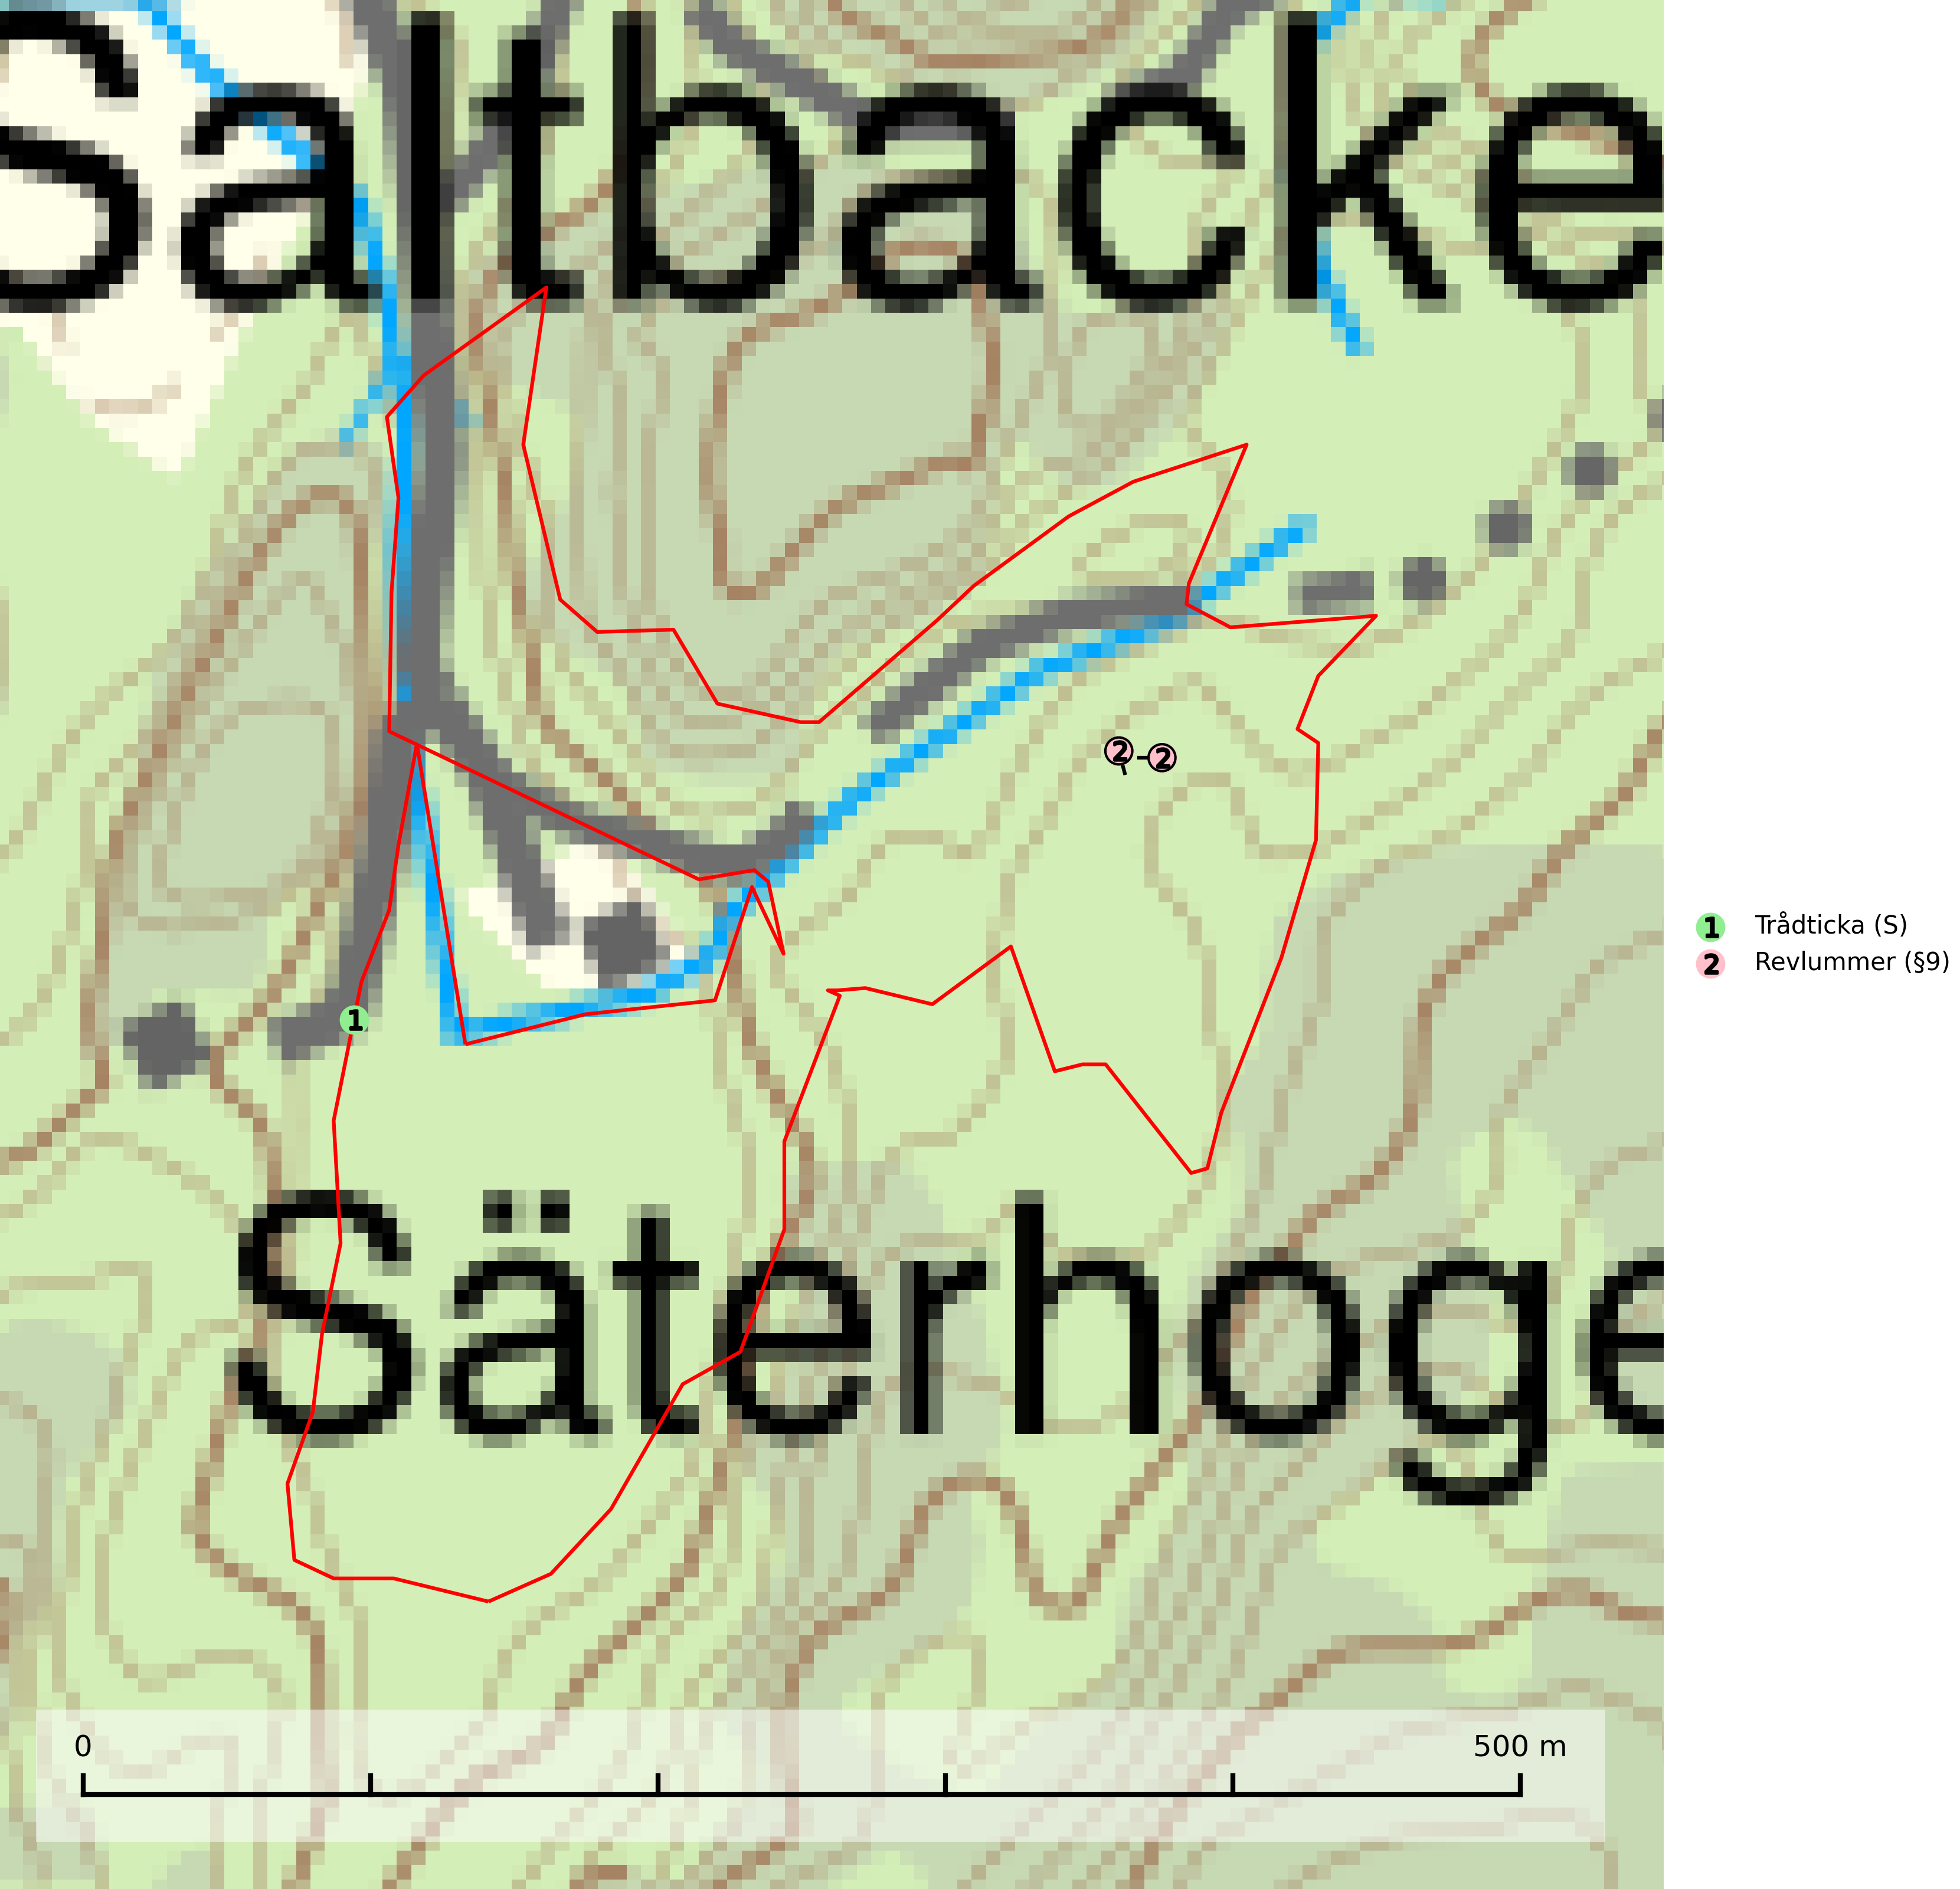 saltbacke
2 2
1 Trådticka (S)
2 Revlummer (§9)
1
Säterhoge
0 500 m